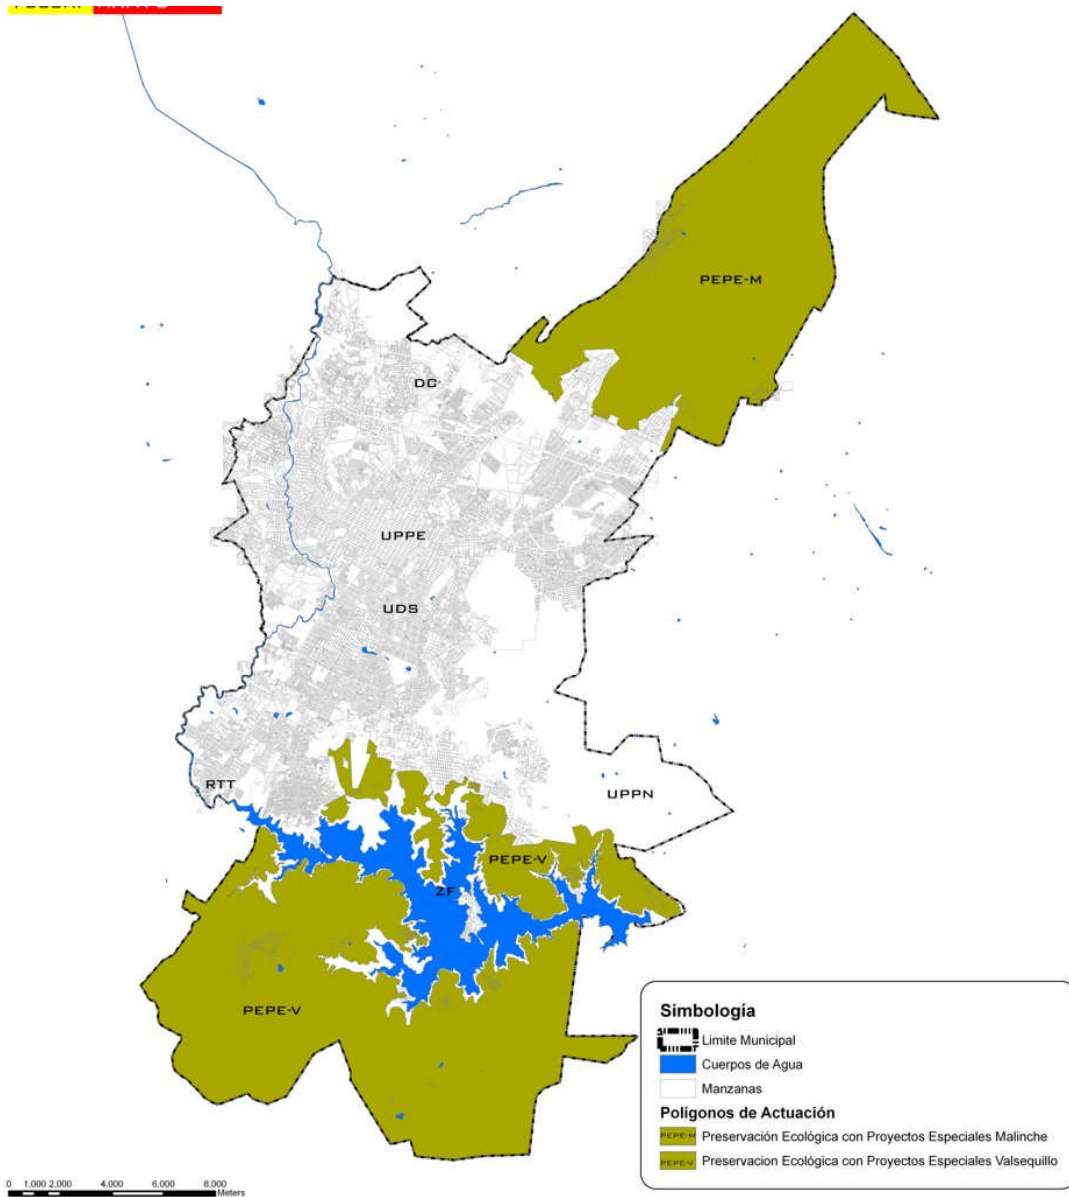 PEPE-M
DC
UPPE
UDS
RTT
UPPN
PEPE-V
ZF
PEPE-V
Simbología
Limite Municipal
Cuerpos de Agua
Manzanas
Polígonos de Actuación
PEPE-M Preservación Ecológica con Proyectos Especiales Malinche
PEPE-V Preservacion Ecológica con Proyectos Especiales Valsequillo
0 1,000 2,000 4,000 6,000 8,000
Meters